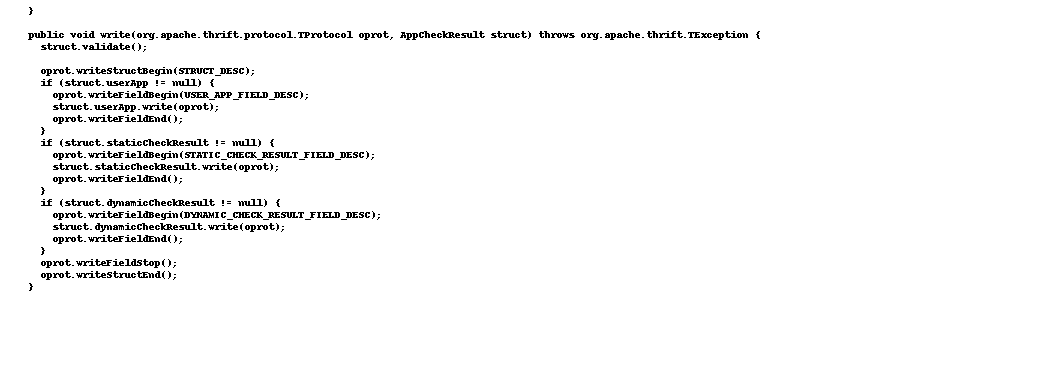 }
public void write(org.apache.thrift.protocol.TProtocol oprot, AppCheckResult struct) throws org.apache.thrift.TException {
struct.validate();
oprot.writeStructBegin(STRUCT_DESC);
if (struct.userApp != null) {
oprot.writeFieldBegin(USER_APP_FIELD_DESC);
struct.userApp.write(oprot);
oprot.writeFieldEnd();
}
if (struct.staticCheckResult != null) {
oprot.writeFieldBegin(STATIC_CHECK_RESULT_FIELD_DESC);
struct.staticCheckResult.write(oprot);
oprot.writeFieldEnd();
}
if (struct.dynamicCheckResult != null) {
oprot.writeFieldBegin(DYNAMIC_CHECK_RESULT_FIELD_DESC);
struct.dynamicCheckResult.write(oprot);
oprot.writeFieldEnd();
}
oprot.writeFieldStop();
oprot.writeStructEnd();
}